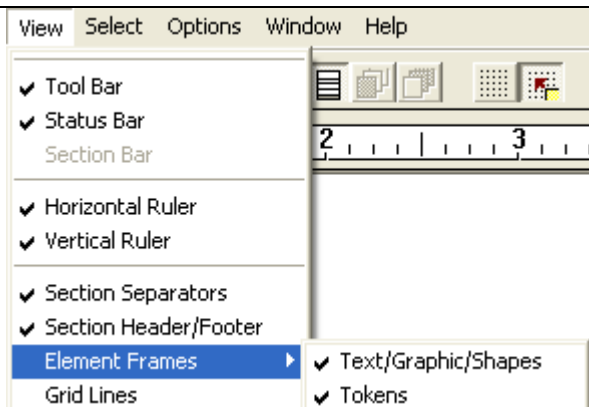 View Select Options Window Help
Tool Bar
Status Bar
Section Bar
2 3
Horizontal Ruler
Vertical Ruler
Section Separators
Section Header/Footer
Element Frames Text/Graphic/Shapes
Grid Lines Tokens